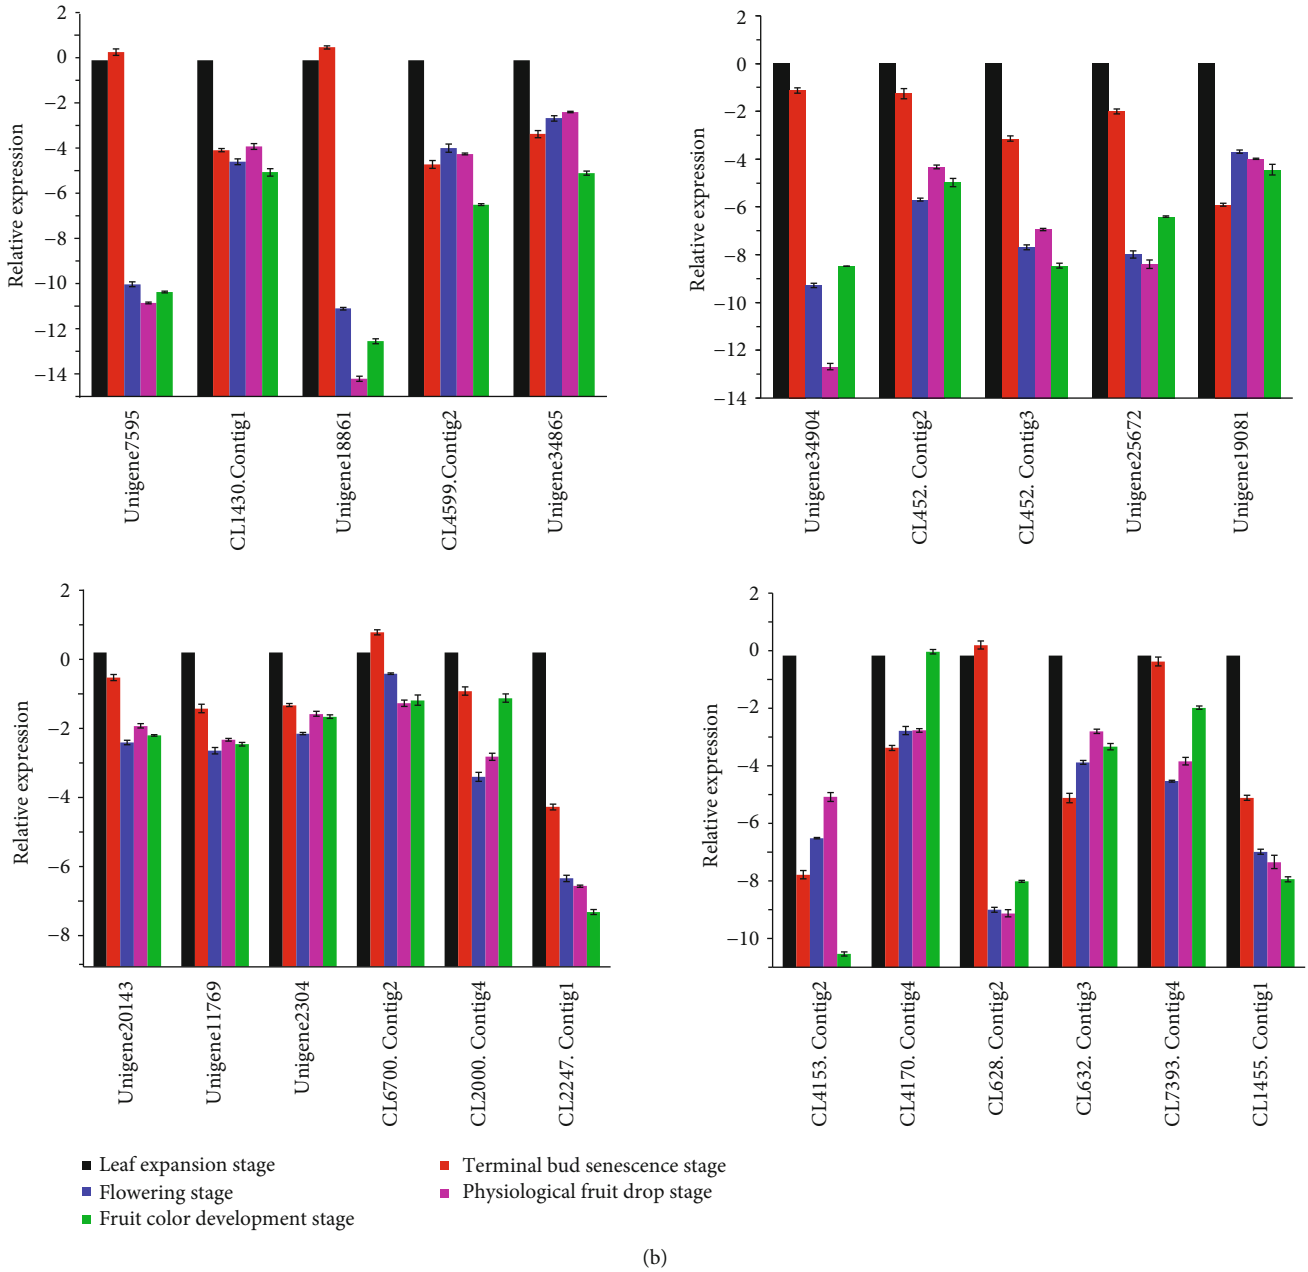 2
0
−2
−4
−6
−8
−10
−12
−14
Relative expression
Unigene7595
CL1430.Contig1
Unigene18861
CL4599.Contig2
Unigene34865
2
0
−2
−4
−6
−8
−10
−12
−14
Relative expression
Unigene34904
CL452. Contig2
CL452. Contig3
Unigene25672
Unigene19081
2
0
−2
−4
−6
−8
Relative expression
Unigene20143
Unigene11769
Unigene2304
CL6700. Contig2
CL2000. Contig4
CL2247. Contig1
2
0
−2
−4
−6
−8
−10
Relative expression
CL4153. Contig2
CL4170. Contig4
CL628. Contig2
CL632. Contig3
CL7393. Contig4
CL1455. Contig1
Leaf expansion stage
Flowering stage
Fruit color development stage
Terminal bud senescence stage
Physiological fruit drop stage
(b)